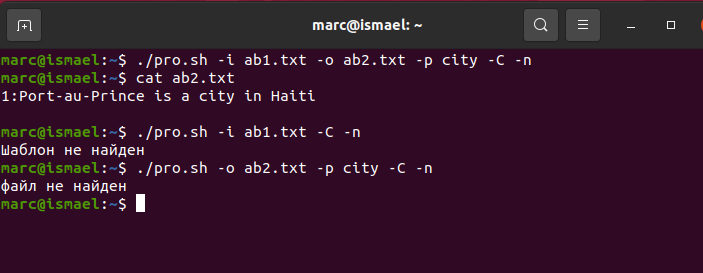 marc@ismael: ~
marc@ismael:~$ ./pro.sh -i ab1.txt -o ab2.txt -p city -C -n
marc@ismael:~$ cat ab2.txt
1:Port-au-Prince is a city in Haiti
marc@ismael:~$ ./pro.sh -i ab1.txt -C -n
Шаблон не найден
marc@ismael:~$ ./pro.sh -o ab2.txt -p city -C -n
файл не найден
marc@ismael:~$